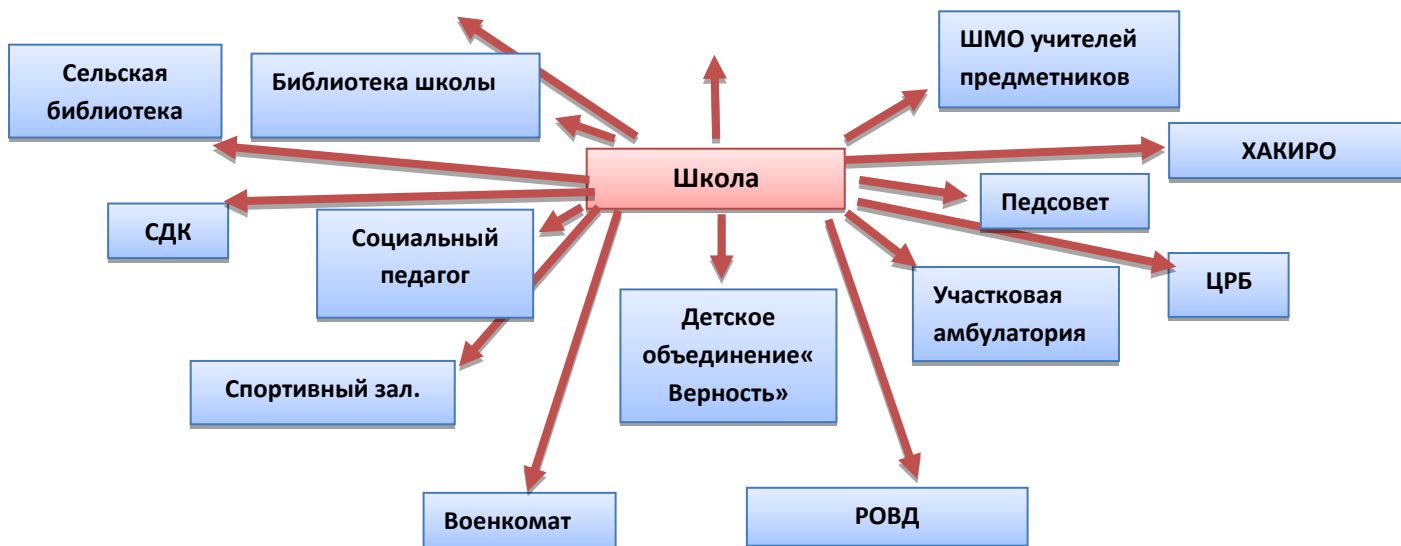 ШМО учителей
предметников
Сельская
библиотека
Библиотека школы
ХАКИРО
Школа
Педсовет
СДК
Социальный
педагог
ЦРБ
Участковая
амбулатория
Детское
объединение«
Верность»
Спортивный зал.
Военкомат
РОВД